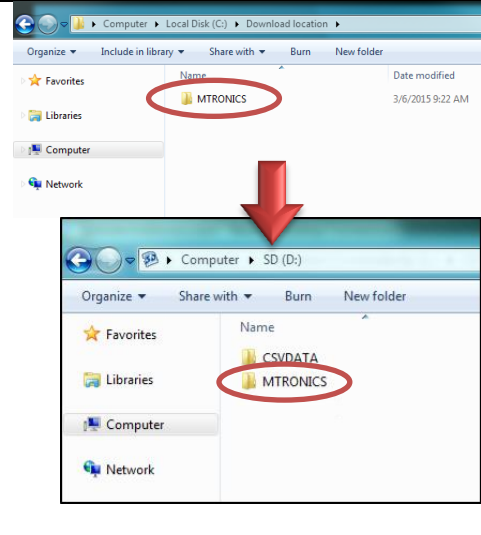 Computer ▸ Local Disk (C:) ▸ Download location ▸
Organize ▾ Include in library ▾ Share with ▾ Burn New folder
Favorites Name Date modified
MTRONICS 3/6/2015 9:22 AM
Libraries
Computer
Network
Computer ▸ SD (D:)
Organize ▾ Share with ▾ Burn New folder
Favorites Name
CSVDATA
Libraries MTRONICS
Computer
Network